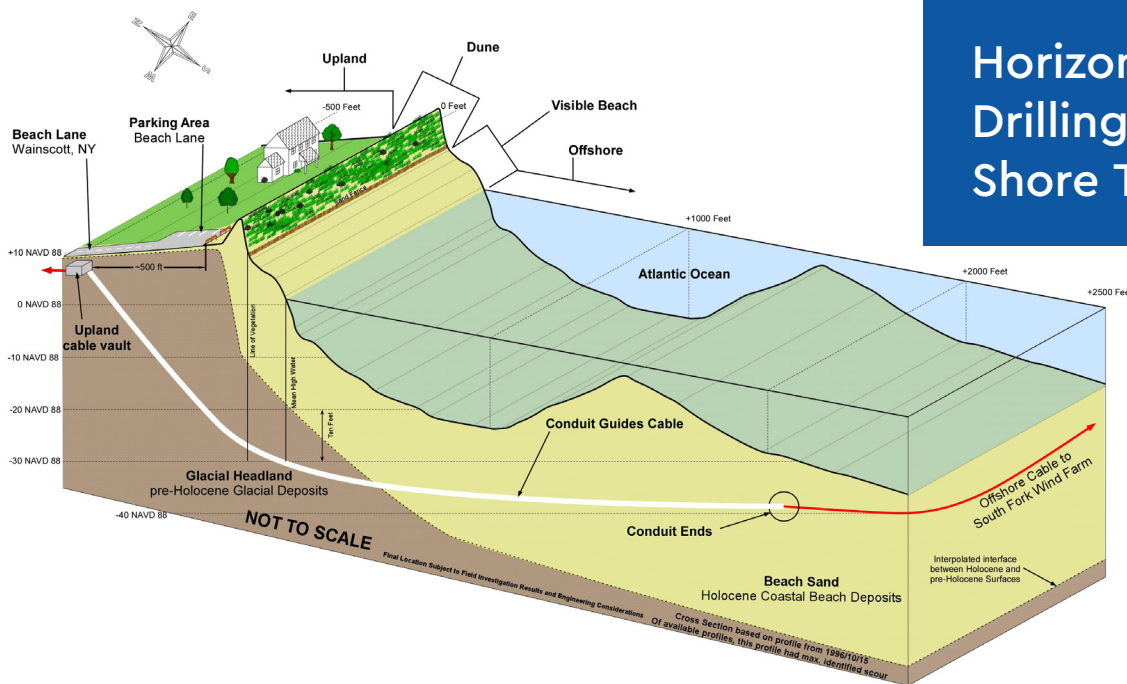 Horizon
Drilling
Shore T
N
E
S
W
Upland
Dune
-500 Feet
0 Feet
Visible Beach
Beach Lane
Wainscott, NY
Parking Area
Beach Lane
Offshore
Sand Fence
+1000 Feet
Atlantic Ocean
+2000 Feet
+2500 Fee
+10 NAVD 88
~500 ft
0 NAVD 88
Upland
cable vault
Line of Vegetation
Mean High Water
-10 NAVD 88
-20 NAVD 88
Ten Feet
Conduit Guides Cable
-30 NAVD 88
Glacial Headland
pre-Holocene Glacial Deposits
Offshore Cable to
South Fork Wind Farm
-40 NAVD 88
NOT TO SCALE
Conduit Ends
Final Location Subject to Field Investigation Results and Engineering Considerations
Beach Sand
Holocene Coastal Beach Deposits
Interpolated interface
between Holocene and
pre-Holocene Surfaces
Cross Section based on profile from 1996/10/15
Of available profiles, this profile had max. identified scour